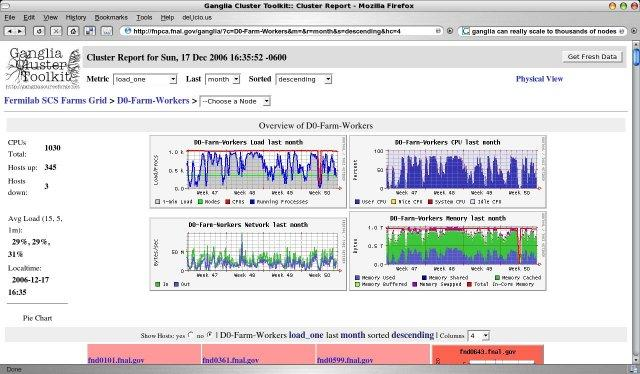 Ganglia Cluster Toolkit:: Cluster Report - Mozilla Firefox
File Edit View History Bookmarks Tools Help del.icio.us
http://fnpca.fnal.gov/ganglia/?c=D0-Farm-Workers&m=&r=month&s=descending&hc=4
ganglia can really scale to thousands of nodes
Ganglia
Cluster
Toolkit
Cluster Report for Sun, 17 Dec 2006 16:35:52 -0600
Get Fresh Data
Metric load_one Last month Sorted descending
Physical View
Fermilab SCS Farms Grid > D0-Farm-Workers > --Choose a Node
Overview of D0-Farm-Workers
CPUs
Total: 1030
Hosts up: 345
Hosts
down: 3
Avg Load (15, 5,
1m):
29%, 29%,
31%
Localtime:
2006-12-17
16:35
Pie Chart
D0-Farm-Workers Load last month
Load/Procs
1.0 K
0.5 K
0.0
Week 47 Week 48 Week 49 Week 50
1-min Load Nodes CPUs Running Processes
D0-Farm-Workers CPU last month
Percent
100
50
0
Week 47 Week 48 Week 49 Week 50
User CPU Nice CPU System CPU Idle CPU
D0-Farm-Workers Network last month
Bytes/sec
50 M
0
Week 47 Week 48 Week 49 Week 50
In Out
D0-Farm-Workers Memory last month
Bytes
1.0 T
0.5 T
0.0
Week 47 Week 48 Week 49 Week 50
Memory Used Memory Shared Memory Cached
Memory Buffered Memory Swapped Total In-Core Memory
Show Hosts: yes no | D0-Farm-Workers load_one last month sorted descending | Columns 4
fnd0101.fnal.gov fnd0361.fnal.gov fnd0599.fnal.gov fnd0643.fnal.gov
Done